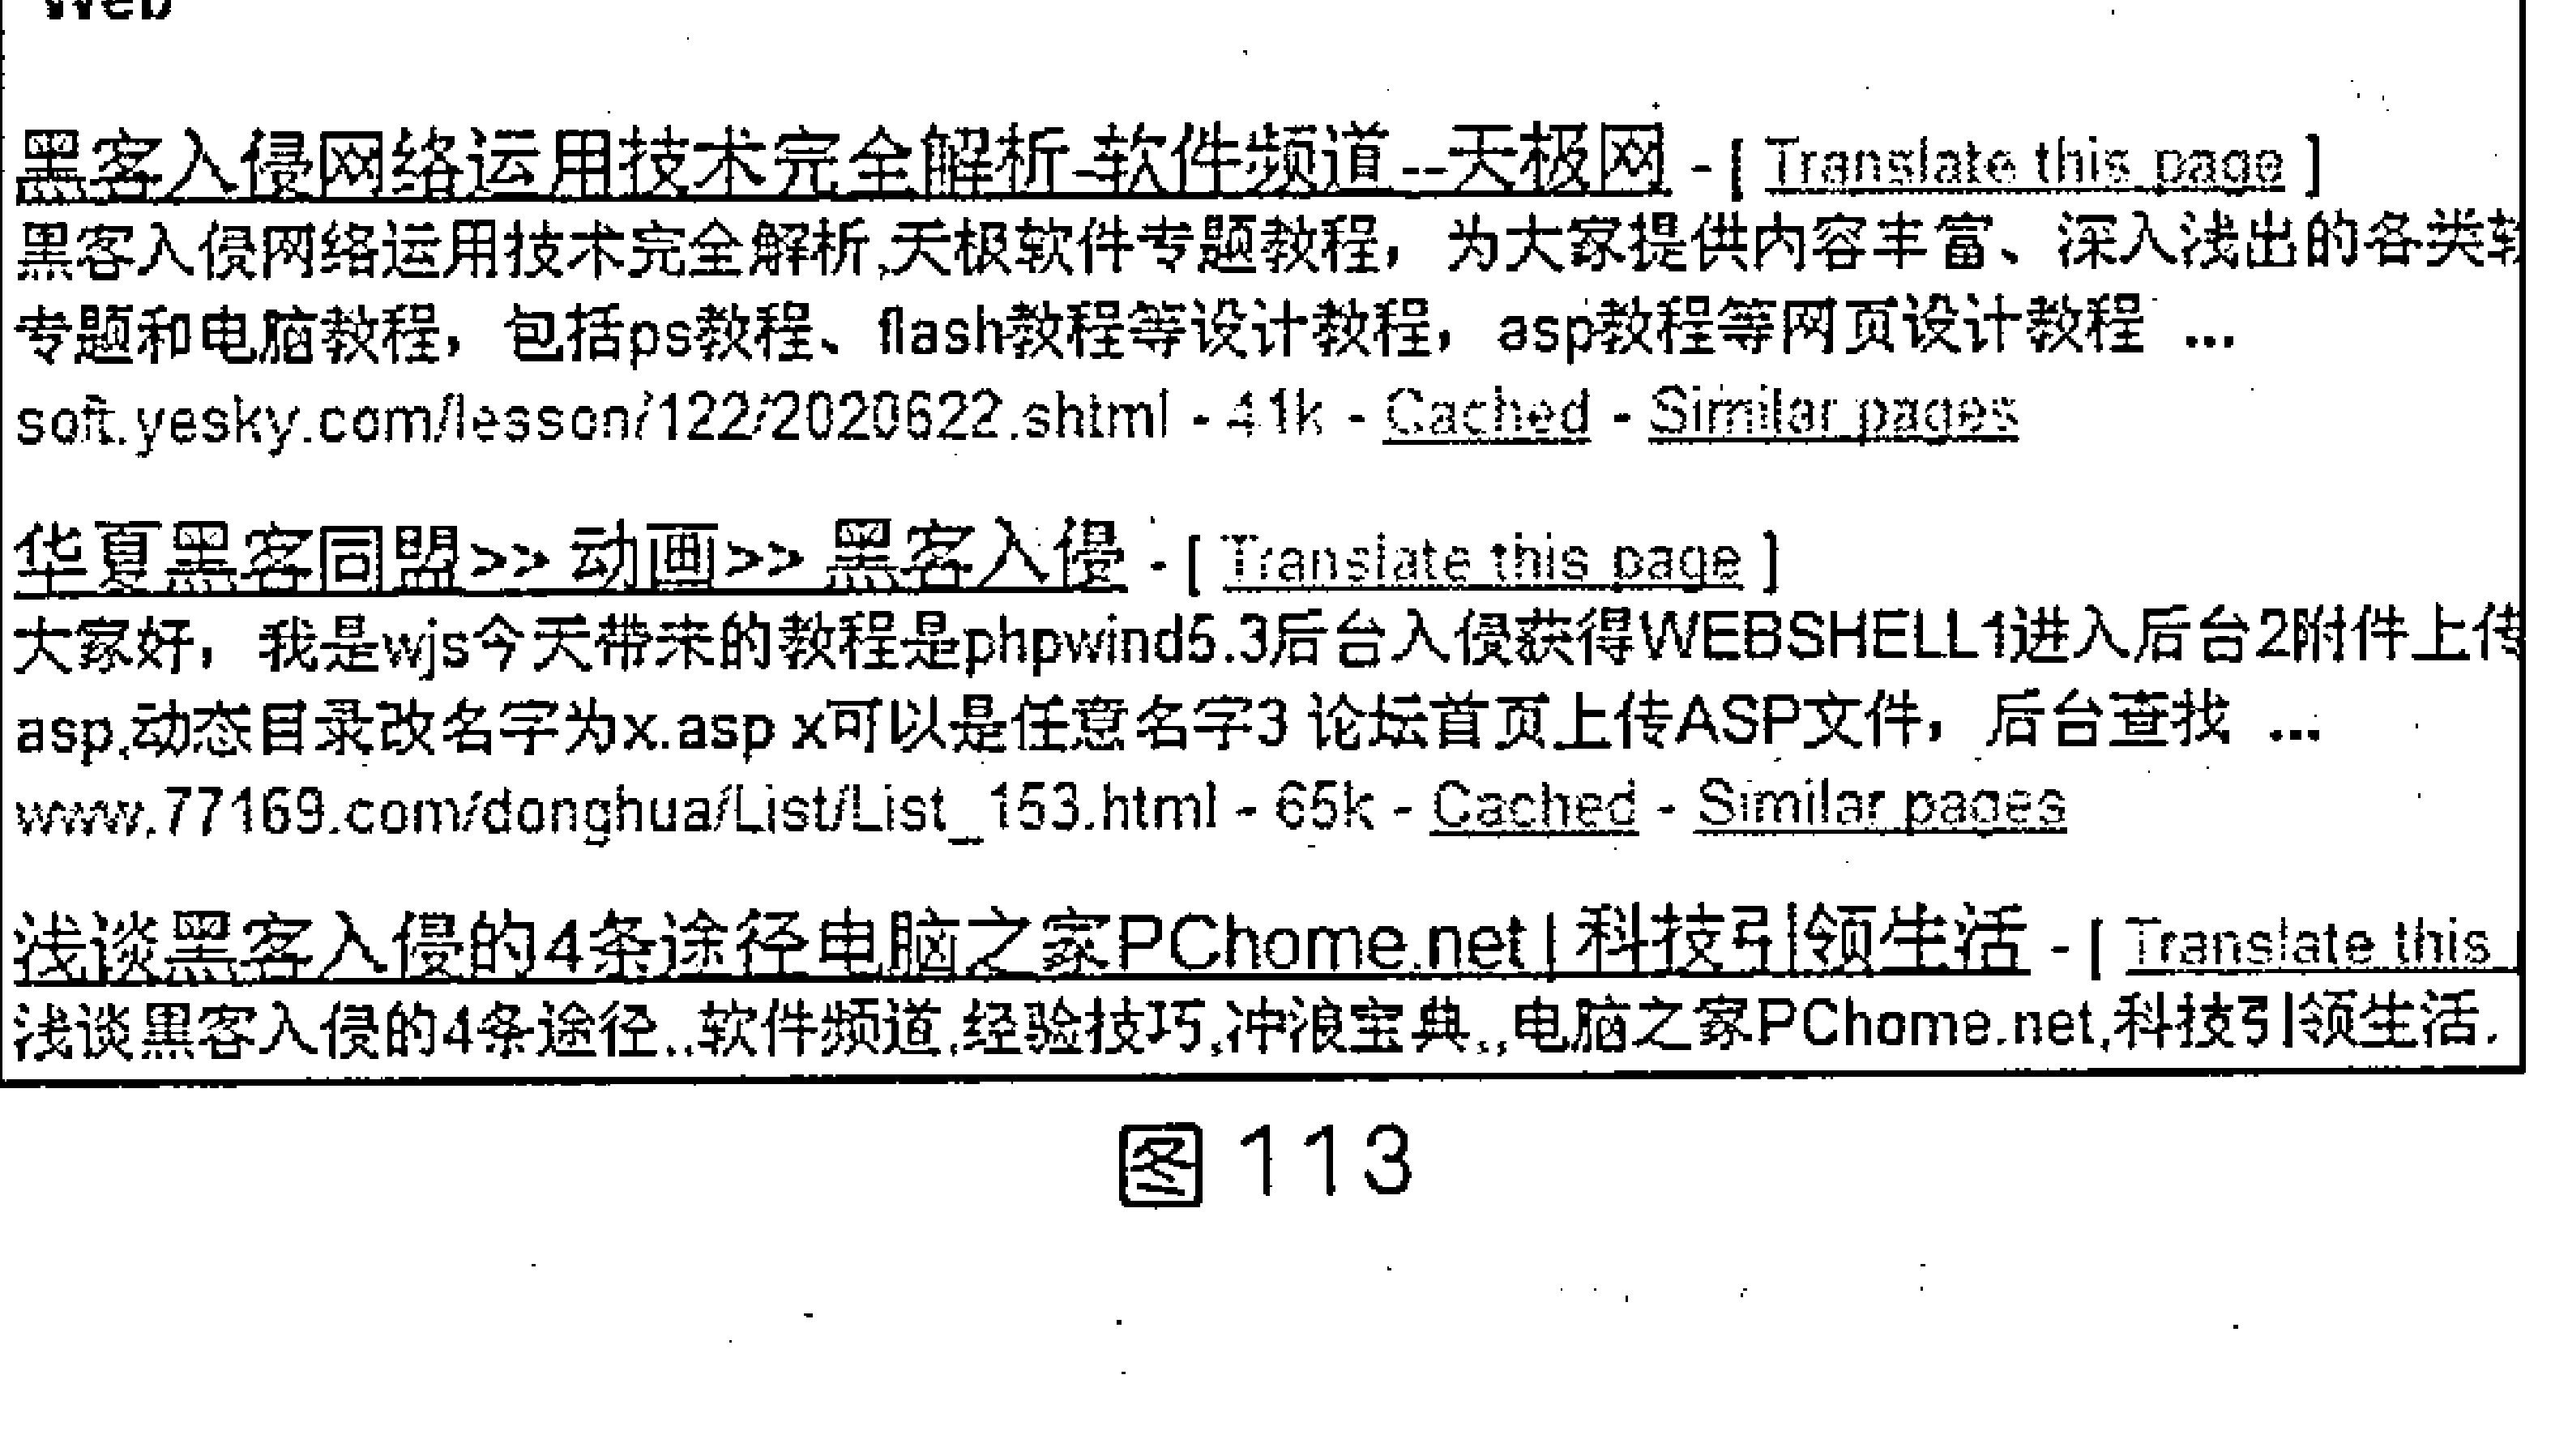 Web
黑客入侵网络运用技术完全解析-软件频道--天极网 - [ Translate this page ]
黑客入侵网络运用技术完全解析,天极软件专题教程，为大家提供内容丰富、深入浅出的各类软
专题和电脑教程，包括ps教程、flash教程等设计教程，asp教程等网页设计教程 ...
soft.yesky.com/lesson/122/2020622.shtml - 41k - Cached - Similar pages
华夏黑客同盟>> 动画>> 黑客入侵 - [ Translate this page ]
大家好，我是wjs今天带来的教程是phpwind5.3后台入侵获得WEBSHELL1进入后台2附件上传
asp,动态目录改名字为x.asp x可以是任意名字3 论坛首页上传ASP文件，后台查找 ...
www.77169.com/donghua/List/List_153.html - 65k - Cached - Similar pages
浅谈黑客入侵的4条途径电脑之家PChome.net | 科技引领生活 - [ Translate this
浅谈黑客入侵的4条途径,,软件频道,经验技巧,冲浪宝典,,电脑之家PChome.net,科技引领生活.
图 113